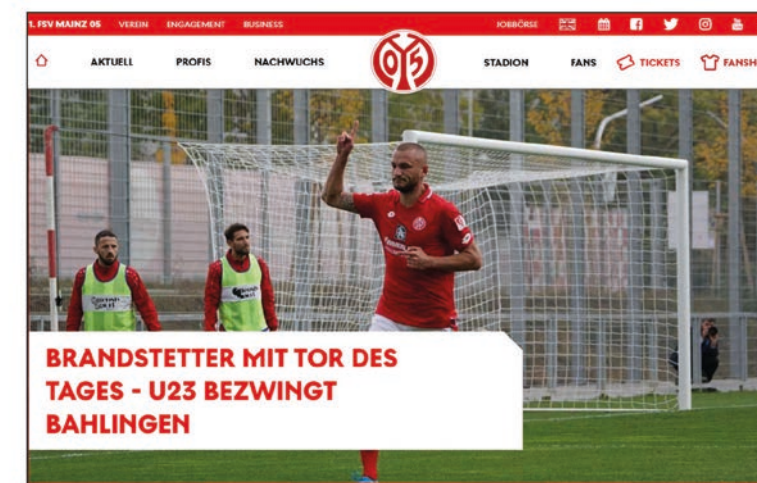 1. FSV MAINZ 05 VEREIN ENGAGEMENT BUSINESS JOBBÖRSE
AKTUELL PROFIS NACHWUCHS STADION FANS TICKETS FANSH
BRANDSTETTER MIT TOR DES
TAGES - U23 BEZWINGT
BAHLINGEN